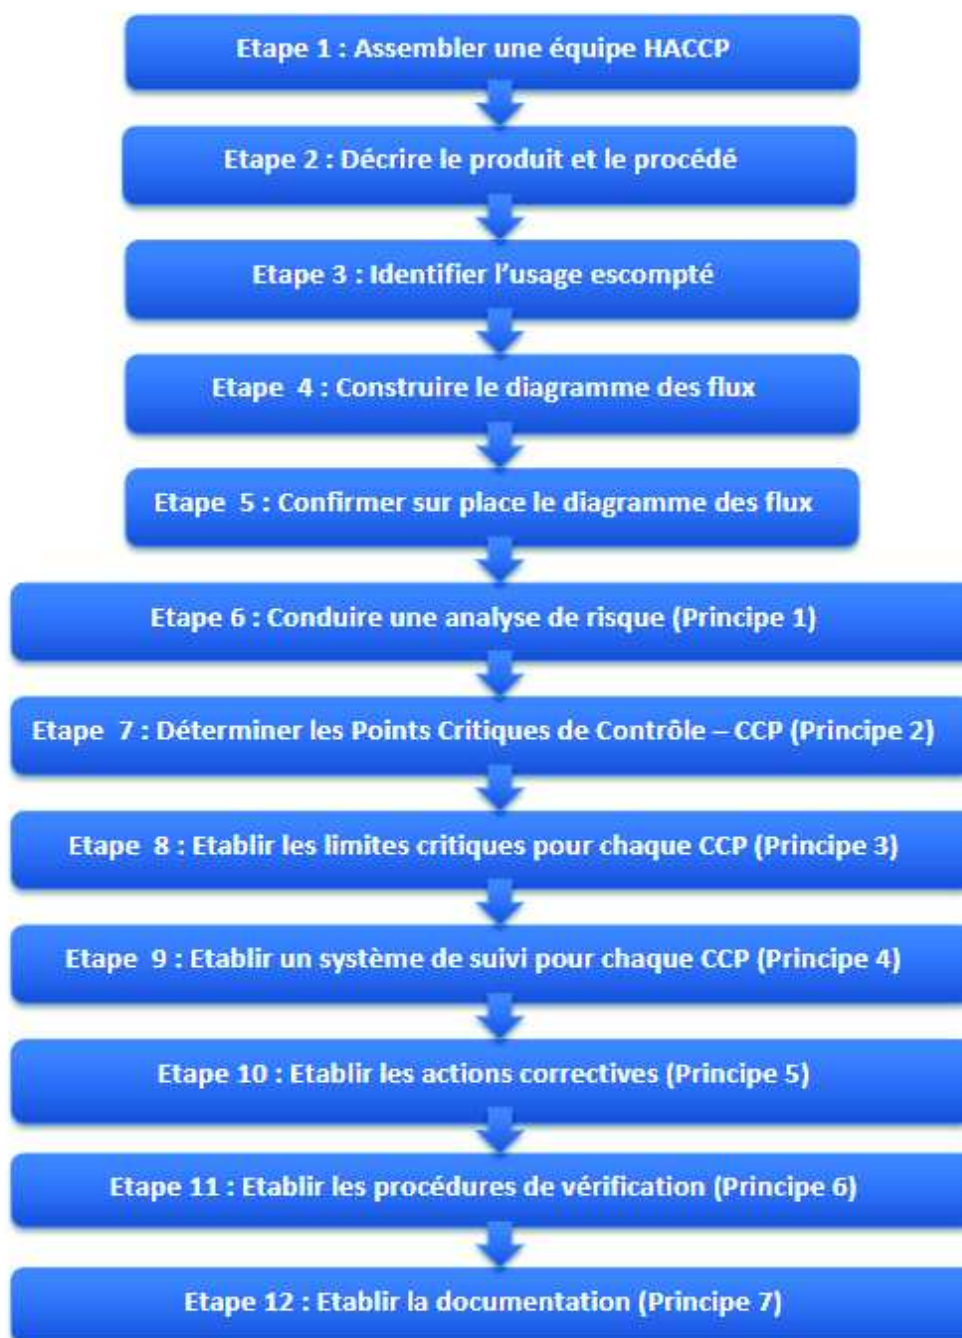 Etape 1 : Assembler une équipe HACCP
Etape 2 : Décrire le produit et le procédé
Etape 3 : Identifier l’usage escompté
Etape 4 : Construire le diagramme des flux
Etape 5 : Confirmer sur place le diagramme des flux
Etape 6 : Conduire une analyse de risque (Principe 1)
Etape 7 : Déterminer les Points Critiques de Contrôle – CCP (Principe 2)
Etape 8 : Etablir les limites critiques pour chaque CCP (Principe 3)
Etape 9 : Etablir un système de suivi pour chaque CCP (Principe 4)
Etape 10 : Etablir les actions correctives (Principe 5)
Etape 11 : Etablir les procédures de vérification (Principe 6)
Etape 12 : Etablir la documentation (Principe 7)